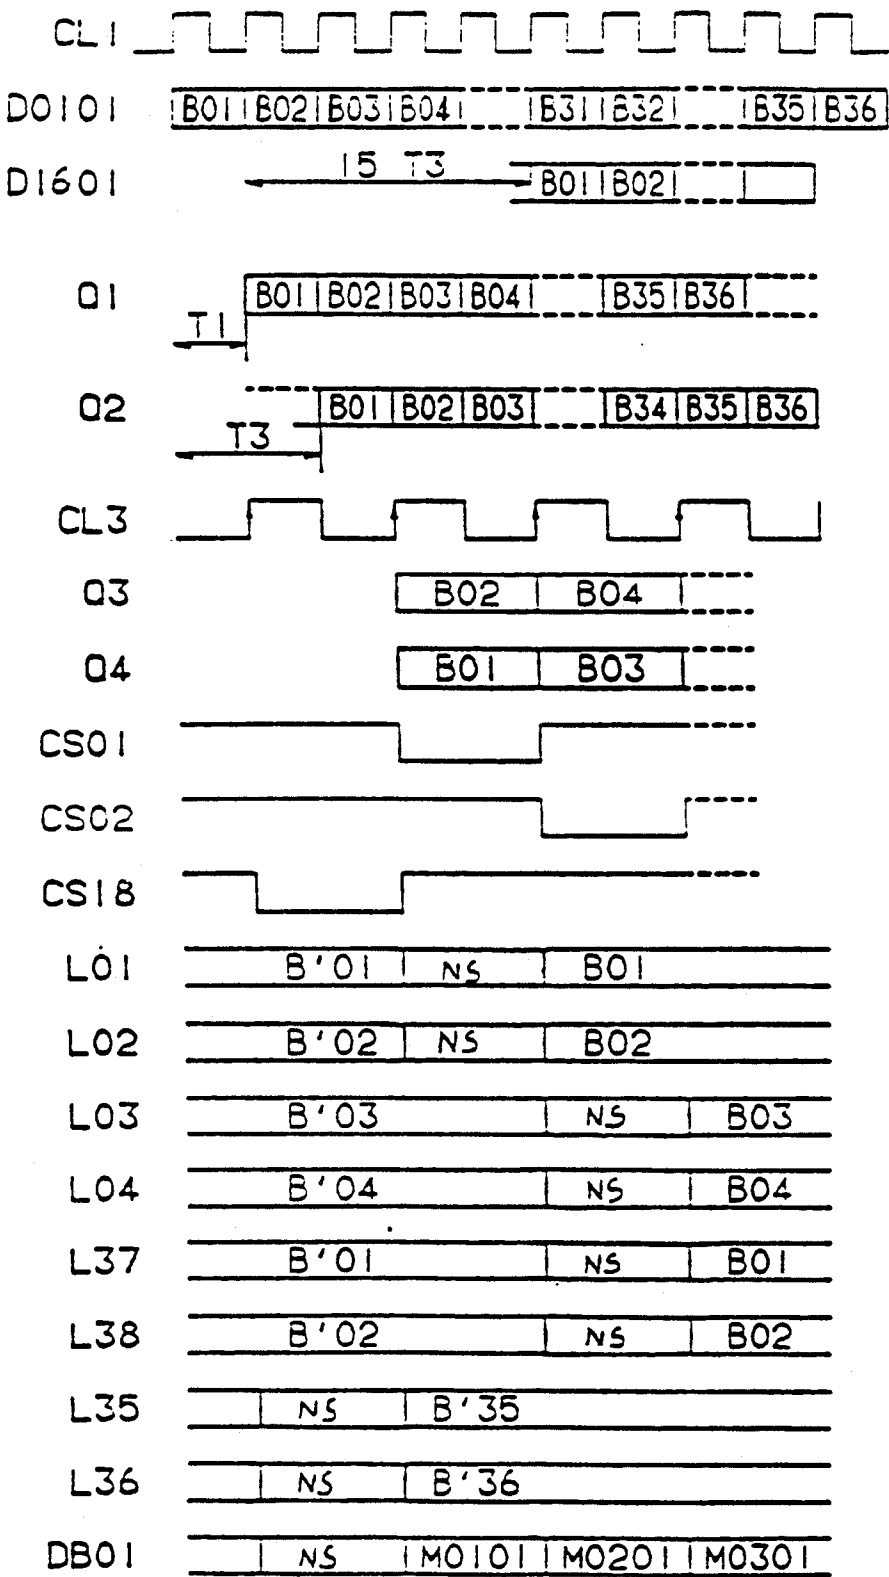 CL1
D0101 B01 B02 B03 B04 B31 B32 B35 B36
D1601 15 T3 B01 B02
Q1 B01 B02 B03 B04 B35 B36
T1
Q2 B01 B02 B03 B34 B35 B36
T3
CL3
Q3 B02 B04
Q4 B01 B03
CS01
CS02
CS18
L01 B'01 NS B01
L02 B'02 NS B02
L03 B'03 NS B03
L04 B'04 NS B04
L37 B'01 NS B01
L38 B'02 NS B02
L35 NS B'35
L36 NS B'36
DB01 NS M0101 M0201 M0301